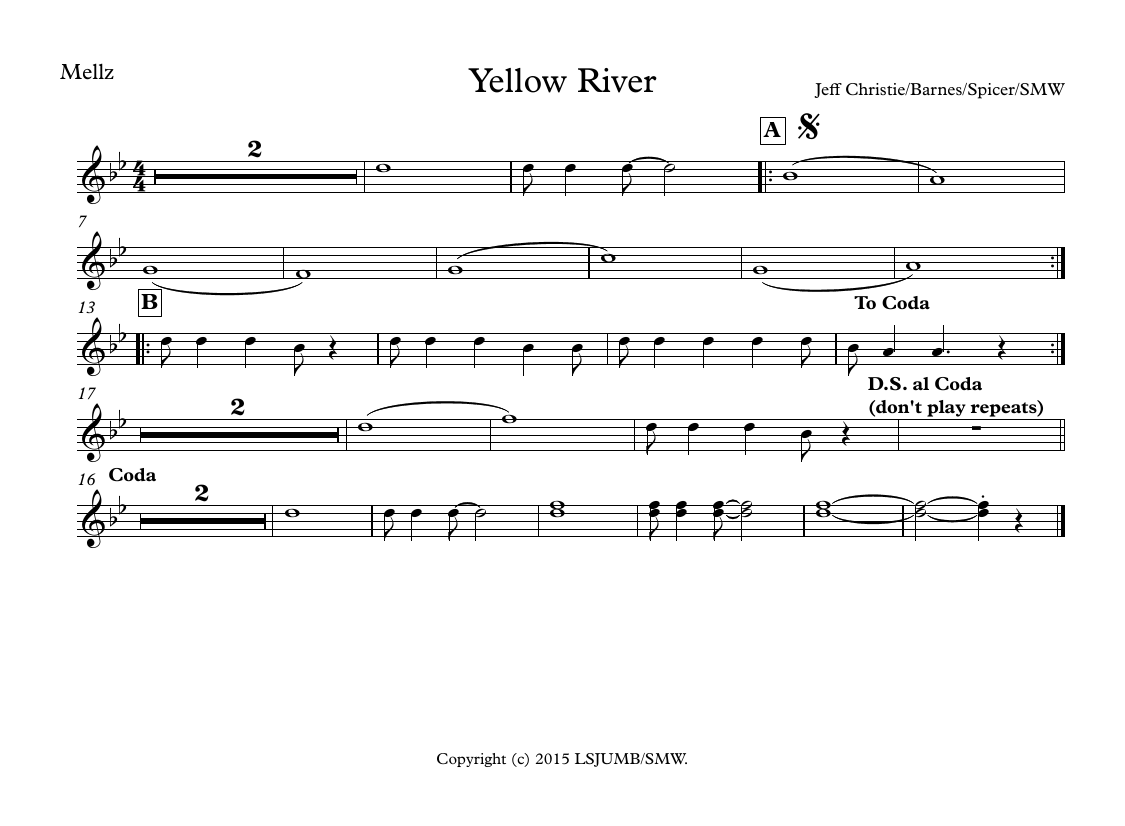 Mellz
Yellow River
Jeff Christie/Barnes/Spicer/SMW
A
2
4
4
7
13
B
To Coda
17
2
D.S. al Coda
(don't play repeats)
16 Coda
2
Copyright (c) 2015 LSJUMB/SMW.